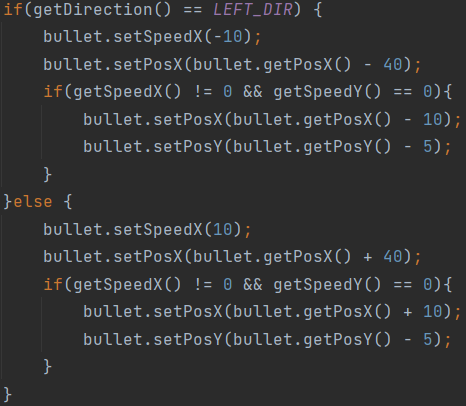 if(getDirection() == LEFT_DIR) {
    bullet.setSpeedX(-10);
    bullet.setPosX(bullet.getPosX() - 40);
    if(getSpeedX() != 0 && getSpeedY() == 0){
        bullet.setPosX(bullet.getPosX() - 10);
        bullet.setPosY(bullet.getPosY() - 5);
    }
}else {
    bullet.setSpeedX(10);
    bullet.setPosX(bullet.getPosX() + 40);
    if(getSpeedX() != 0 && getSpeedY() == 0){
        bullet.setPosX(bullet.getPosX() + 10);
        bullet.setPosY(bullet.getPosY() - 5);
    }
}